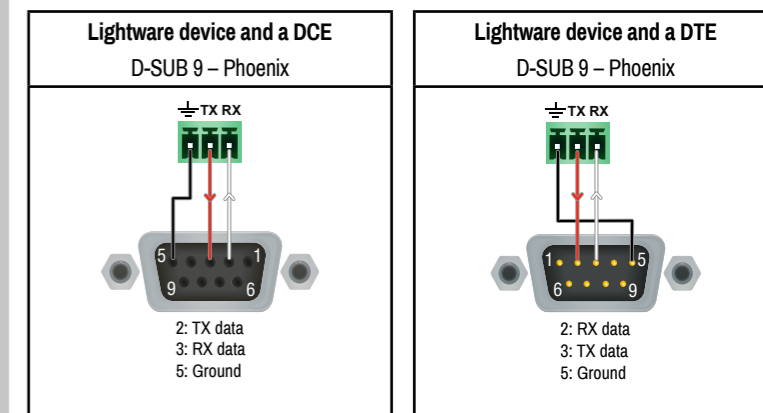 Lightware device and a DCE
D-SUB 9 – Phoenix
TX RX
5 1
9 6
2: TX data
3: RX data
5: Ground
Lightware device and a DTE
D-SUB 9 – Phoenix
TX RX
1 5
6 9
2: RX data
3: TX data
5: Ground